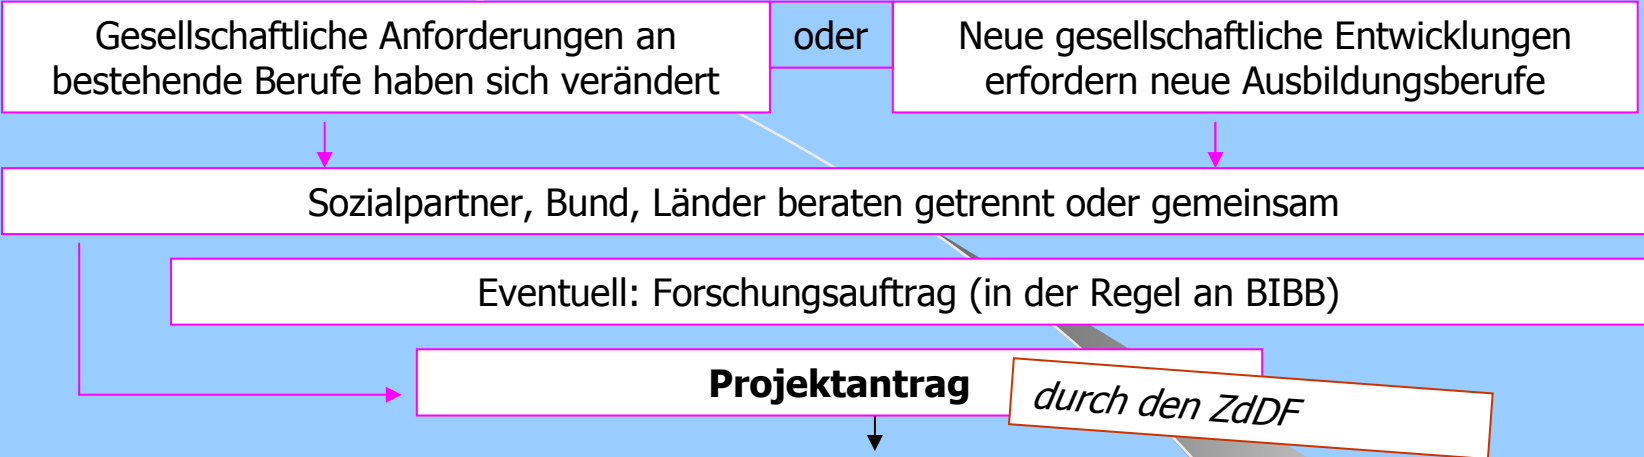 Gesellschaftliche Anforderungen an
bestehende Berufe haben sich verändert
oder
Neue gesellschaftliche Entwicklungen
erfordern neue Ausbildungsberufe
Sozialpartner, Bund, Länder beraten getrennt oder gemeinsam
Eventuell: Forschungsauftrag (in der Regel an BIBB)
Projektantrag
durch den ZdDF